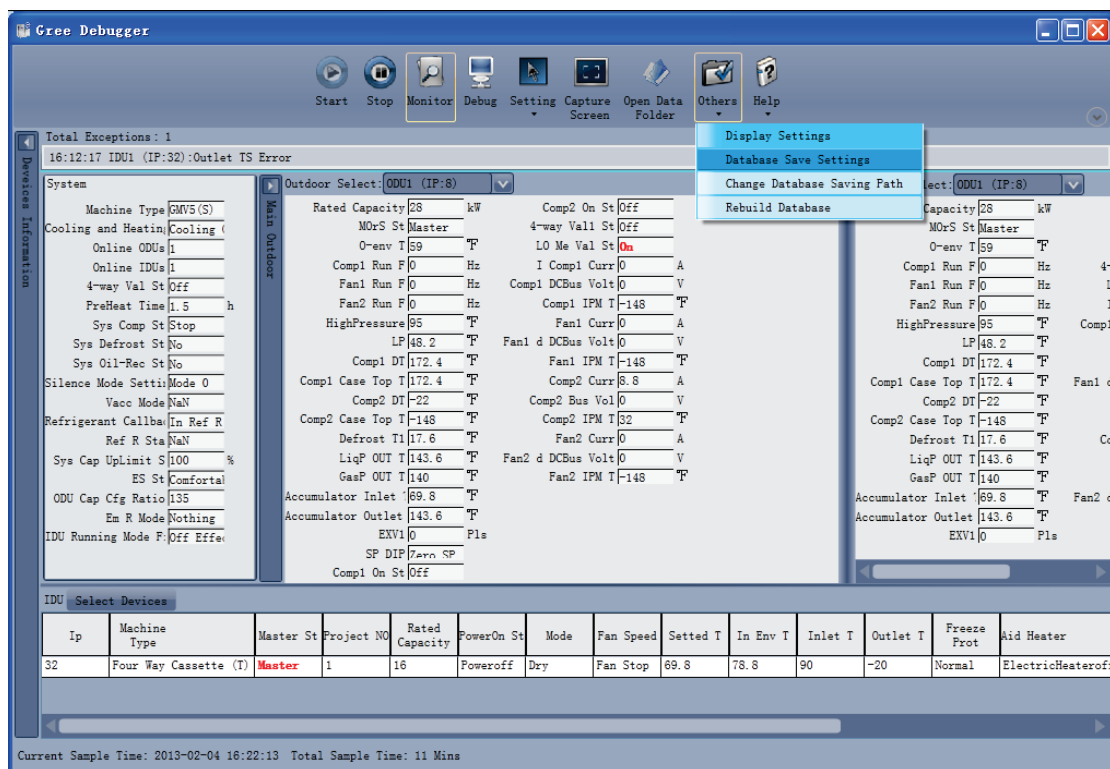 Gree Debugger
Start Stop Monitor Debug Setting Capture Screen Open Data Folder Others Help
Display Settings
Database Save Settings
Change Database Saving Path
Rebuild Database
Total Exceptions: 1
16:12:17 IDU1 (IP:32):Outlet TS Error
Deveices Information
System
Machine Type GMV5(S)
Cooling and Heatin Cooling (
Online ODUs 1
Online IDUs 1
4-way Val St Off
PreHeat Time 1.5 h
Sys Comp St Stop
Sys Defrost St No
Sys Oil-Rec St No
Silence Mode Setti: Mode 0
Vacc Mode NaN
Refrigerant Callba( In Ref R
Ref R Sta NaN
Sys Cap UpLimit S 100 %
ES St Comforta
ODU Cap Cfg Ratio 135
Em R Mode Nothing
IDU Running Mode F: Off Effe
Main Outdoor
Outdoor Select: ODU1 (IP:8)
Rated Capacity 28 kW
MOrS St Master
O-env T 59 ℉
Comp1 Run F 0 Hz
Fan1 Run F 0 Hz
Fan2 Run F 0 Hz
HighPressure 95 ℉
LP 48.2 ℉
Comp1 DT 172.4 ℉
Comp1 Case Top T 172.4 ℉
Comp2 DT -22 ℉
Comp2 Case Top T -148 ℉
Defrost T1 17.6 ℉
LiqP OUT T 143.6 ℉
GasP OUT T 140 ℉
Accumulator Inlet 69.8 ℉
Accumulator Outlet 143.6 ℉
EXV1 0 Pls
SP DIP Zero SP
Comp1 On St Off
Comp2 On St Off
4-way Val1 St Off
LO Me Val St On
I Comp1 Curr 0 A
Comp1 DCBus Volt 0 V
Comp1 IPM T -148 ℉
Fan1 Curr 0 A
Fan1 d DCBus Volt 0 V
Fan1 IPM T -148 ℉
Comp2 Curr 8.8 A
Comp2 Bus Vol 0 V
Comp2 IPM T 32 ℉
Fan2 Curr 0 A
Fan2 d DCBus Volt 0 V
Fan2 IPM T -148 ℉
lect: ODU1 (IP:8)
Capacity 28 kW
MOrS St Master
O-env T 59 ℉
Comp1 Run F 0 Hz 4-
Fan1 Run F 0 Hz
Fan2 Run F 0 Hz
HighPressure 95 ℉ Comp1
LP 48.2 ℉
Comp1 DT 172.4 ℉
Comp1 Case Top T 172.4 ℉ Fan1 d
Comp2 DT -22 ℉
Comp2 Case Top T -148 ℉
Defrost T1 17.6 ℉ Co
LiqP OUT T 143.6 ℉
GasP OUT T 140 ℉
Accumulator Inlet 69.8 ℉ Fan2 d
Accumulator Outlet 143.6 ℉
EXV1 0 Pls
IDU Select Devices
Ip Machine Type Master St Project NO Rated Capacity PowerOn St Mode Fan Speed Setted T In Env T Inlet T Outlet T Freeze Prot Aid Heater
32 Four Way Cassette (T) Master 1 16 Poweroff Dry Fan Stop 69.8 78.8 90 -20 Normal ElectricHeaterof
Current Sample Time: 2013-02-04 16:22:13 Total Sample Time: 11 Mins